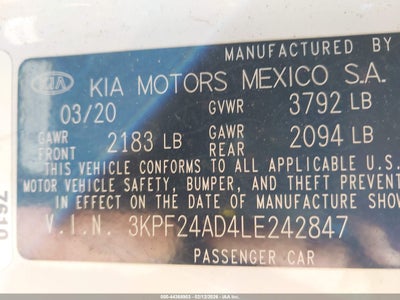 MANUFACTURED BY
KIA KIA MOTORS MEXICO S.A.
03/20 GVWR 3792 LB
GAWR FRONT 2183 LB GAWR REAR 2094 LB
THIS VEHICLE CONFORMS TO ALL APPLICABLE U.S.
MOTOR VEHICLE SAFETY, BUMPER, AND THEFT PREVENT
IN EFFECT ON THE DATE OF MANUFACTURE SHOW
V.I.N. 3KPF24AD4LE242847
PASSENGER CAR
7610